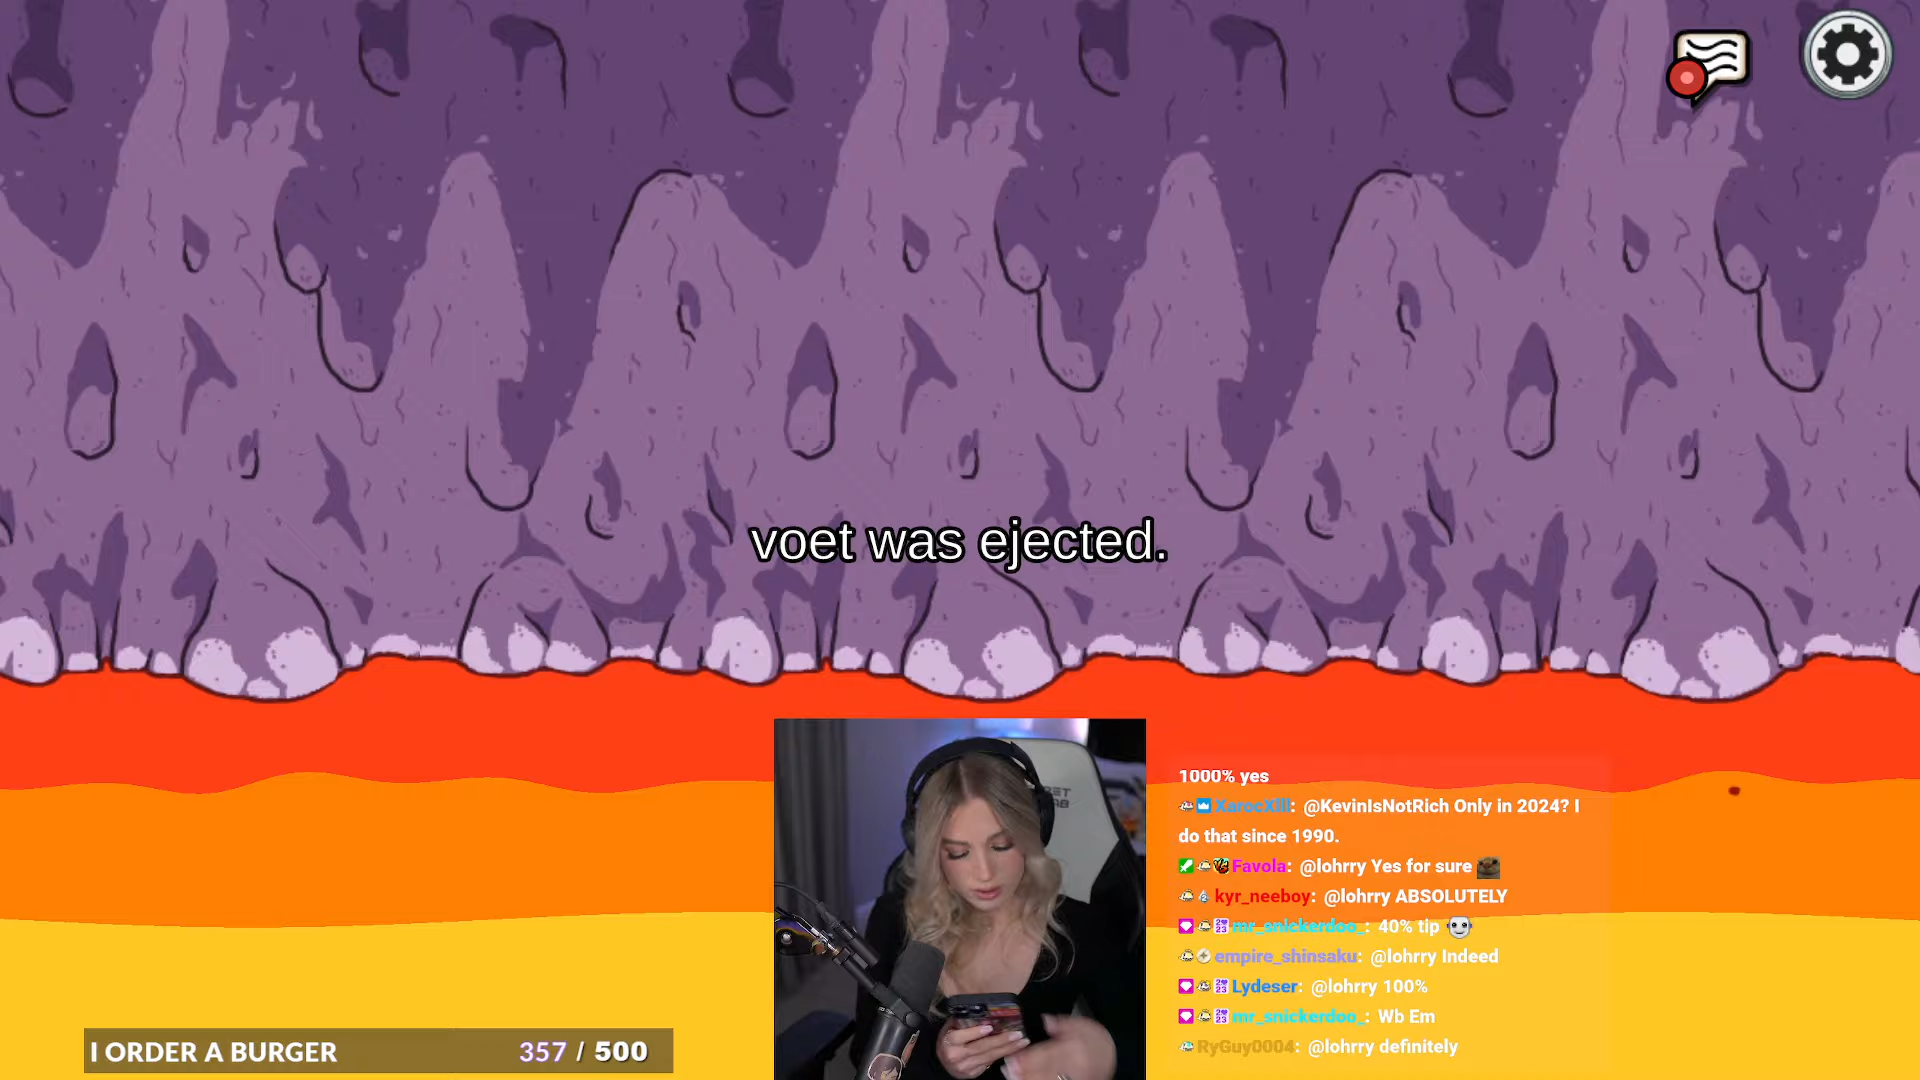 voet was ejected.
1000% yes
XarocXlll: @KevinIsNotRich Only in 2024? I
do that since 1990.
Favola: @lohrry Yes for sure
kyr_neeboy: @lohrry ABSOLUTELY
mr_snickerdoo_: 40% tip
empire_shinsaku: @lohrry Indeed
Lydeser: @lohrry 100%
mr_snickerdoo_: Wb Em
RyGuy0004: @lohrry definitely
I ORDER A BURGER 357 / 500